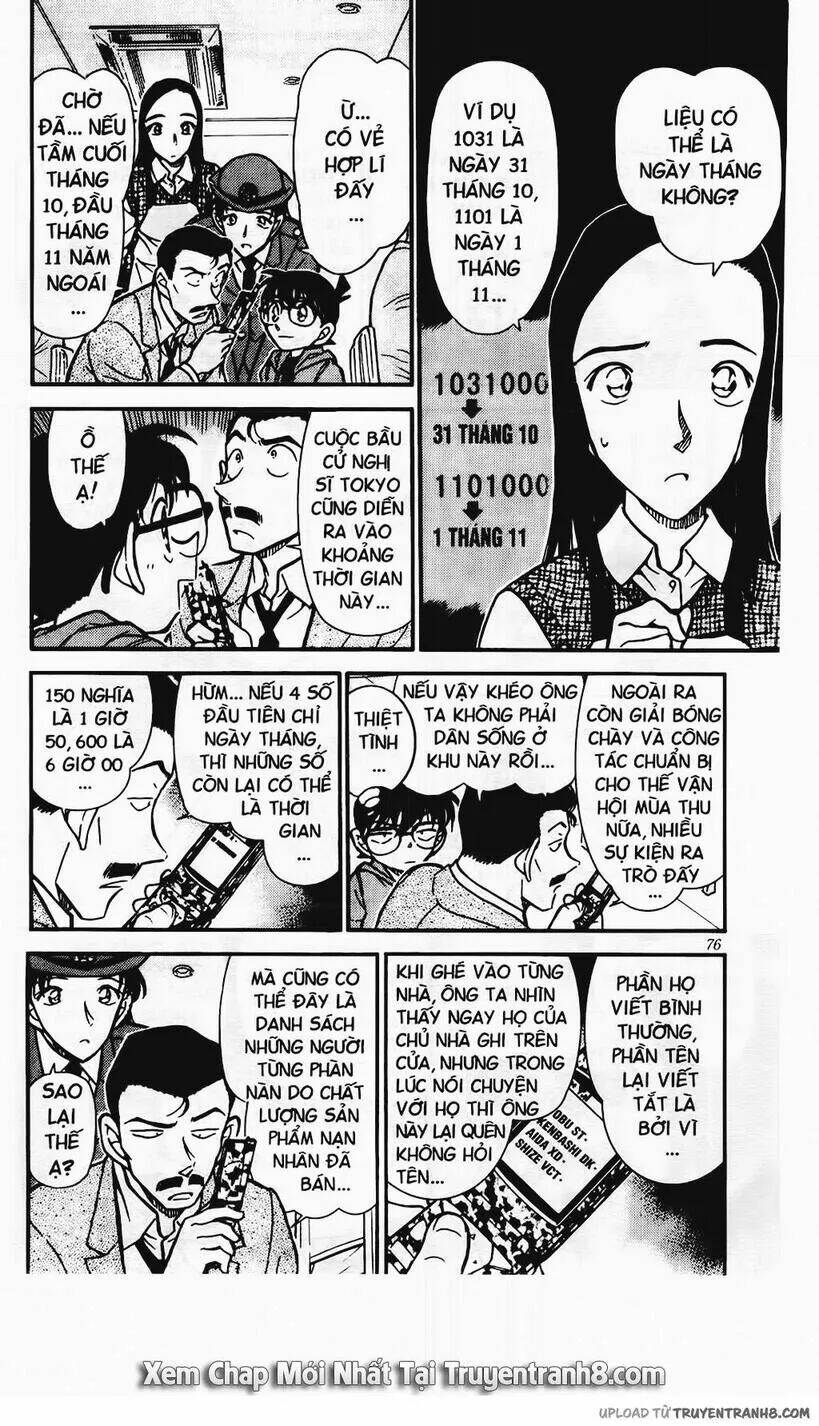 LIỆU CÓ
THỂ LÀ
NGÀY THÁNG
KHÔNG?
VÍ DỤ
1031 LÀ
NGÀY 31
THÁNG 10,
1101 LÀ
NGÀY 1
THÁNG
11...
1031000
31 THÁNG 10
1101000
1 THÁNG 11
Ừ...
CÓ VẺ
HỢP LÍ
ĐẤY
...
CHỜ
ĐÃ... NẾU
TẦM CUỐI
THÁNG
10, ĐẦU
THÁNG
11 NĂM
NGOÁI
...
CUỘC BẦU
CỬ NGHỊ
SĨ TOKYO
CŨNG DIỄN
RA VÀO
KHOẢNG
THỜI GIAN
NÀY...
Ồ
THẾ
Ạ!
NGOÀI RA
CÒN GIẢI BÓNG
CHÀY VÀ CÔNG
TÁC CHUẨN BỊ
CHO THẾ VẬN
HỘI MÙA THU
NỮA, NHIỀU
SỰ KIỆN RA
TRÒ ĐẤY
...
NẾU VẬY KHÉO ÔNG
TA KHÔNG PHẢI
DÂN SỐNG Ở
KHU NÀY RỒI...
THIỆT
TÌNH
...
HỪM... NẾU 4 SỐ
ĐẦU TIÊN CHỈ
NGÀY THÁNG,
THÌ NHỮNG SỐ
CÒN LẠI CÓ THỂ
LÀ THỜI
GIAN
...
150 NGHĨA
LÀ 1 GIỜ
50, 600 LÀ
6 GIỜ 00
...
76
PHẦN HỌ
VIẾT BÌNH
THƯỜNG,
PHẦN TÊN
LẠI VIẾT
TẮT LÀ
BỞI VÌ
...
KHI GHÉ VÀO TỪNG
NHÀ, ÔNG TA NHÌN
THẤY NGAY HỌ CỦA
CHỦ NHÀ GHI TRÊN
CỬA, NHƯNG TRONG
LÚC NÓI CHUYỆN
VỚI HỌ THÌ ÔNG
NÀY LẠI QUÊN
KHÔNG HỎI
TÊN...
OBU ST-
KENBASHI DK-
AIDA XD-
SHIZE VCT-
MÀ CŨNG CÓ
THỂ ĐÂY LÀ
DANH SÁCH
NHỮNG NGƯỜI
TỪNG PHÀN
NÀN DO CHẤT
LƯỢNG SẢN
PHẨM NẠN
NHÂN ĐÃ
BÁN...
SAO
LẠI
THẾ
Ạ?
Xem Chap Mới Nhất Tại Truyentranh8.com
UPLOAD TỪ TRUYENTRANH8.COM